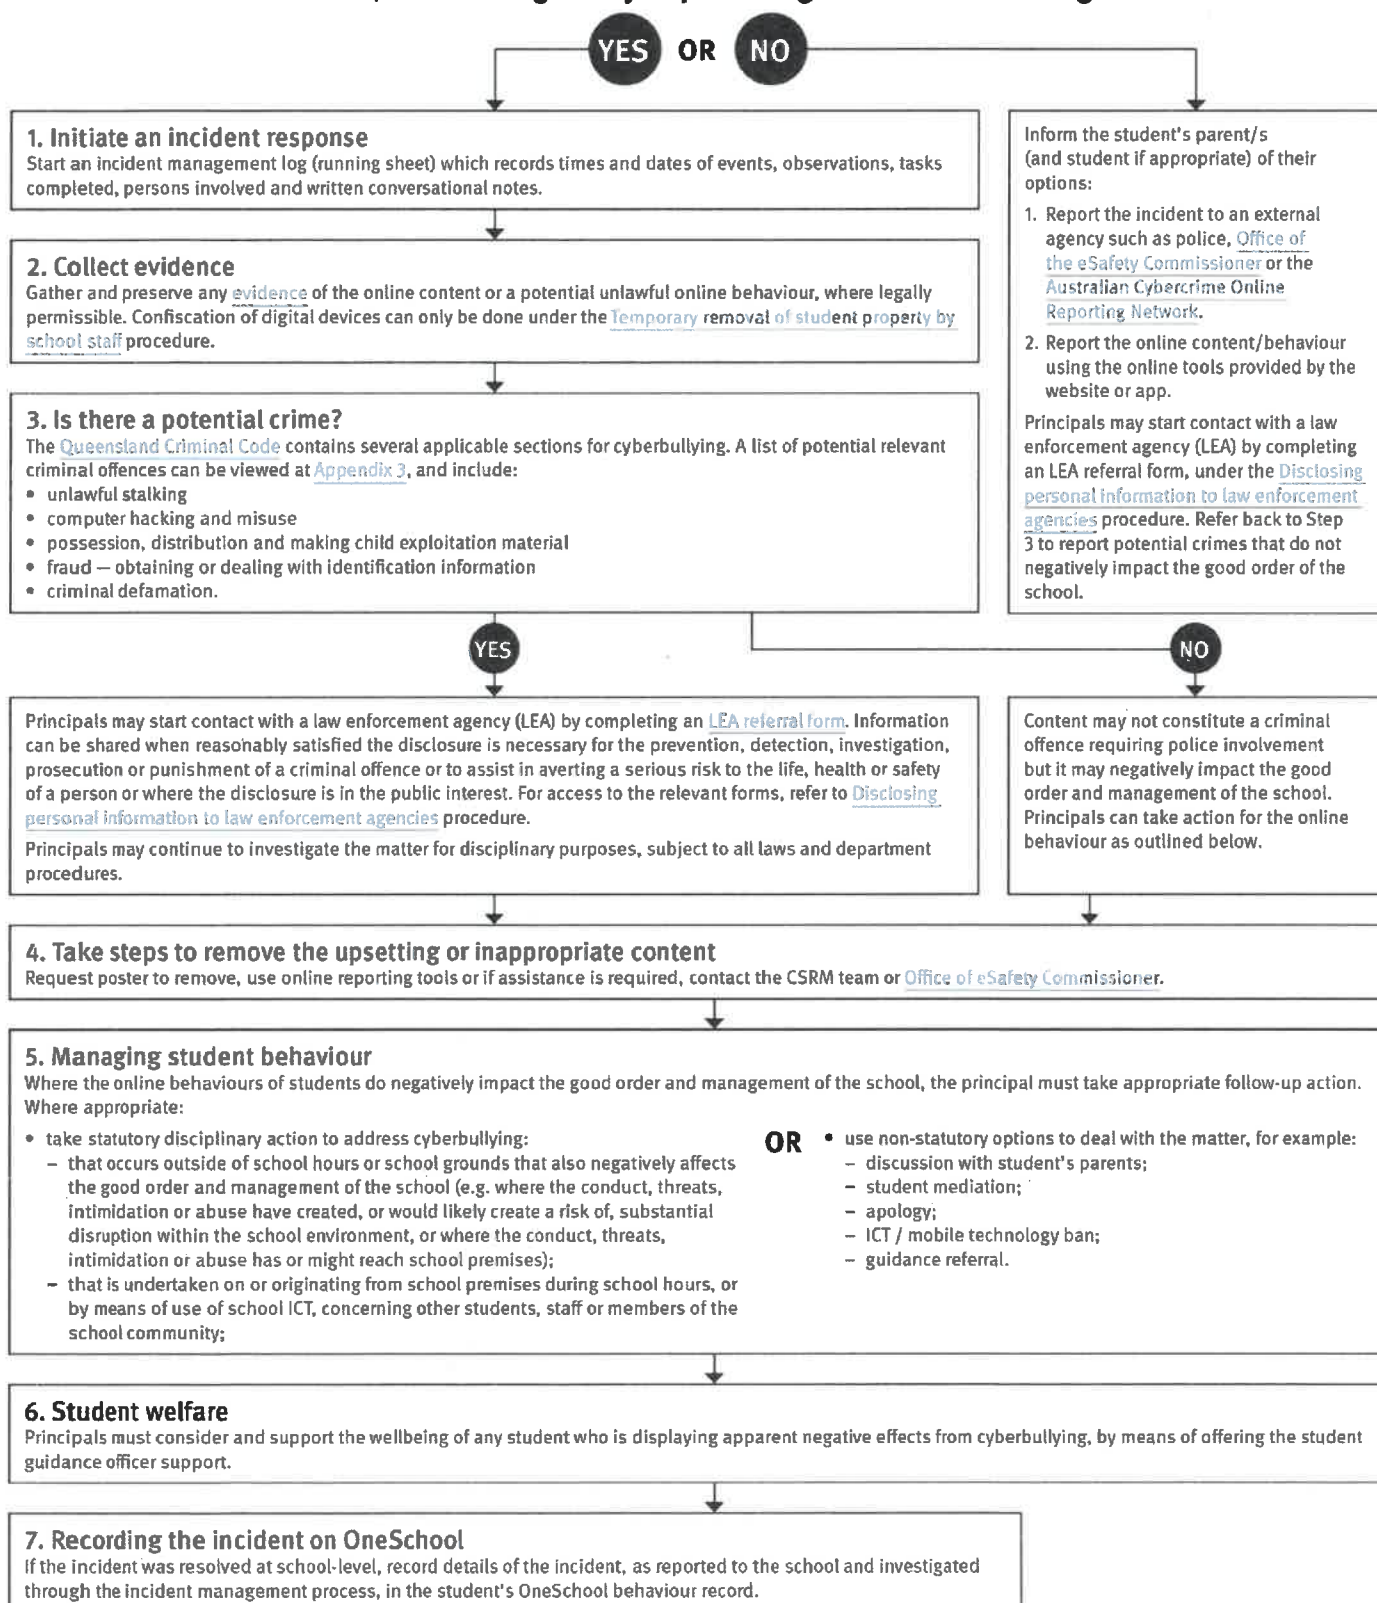 YES OR NO
1. Initiate an incident response
Start an incident management log (running sheet) which records times and dates of events, observations, tasks
completed, persons involved and written conversational notes.
2. Collect evidence
Gather and preserve any evidence of the online content or a potential unlawful online behaviour, where legally
permissible. Confiscation of digital devices can only be done under the Temporary removal of student property by
school staff procedure.
3. Is there a potential crime?
The Queensland Criminal Code contains several applicable sections for cyberbullying. A list of potential relevant
criminal offences can be viewed at Appendix 3, and include:
• unlawful stalking
• computer hacking and misuse
• possession, distribution and making child exploitation material
• fraud – obtaining or dealing with identification information
• criminal defamation.
Inform the student's parent/s
(and student if appropriate) of their
options:
1. Report the incident to an external
agency such as police, Office of
the eSafety Commissioner or the
Australian Cybercrime Online
Reporting Network.
2. Report the online content/behaviour
using the online tools provided by the
website or app.
Principals may start contact with a law
enforcement agency (LEA) by completing
an LEA referral form, under the Disclosing
personal information to law enforcement
agencies procedure. Refer back to Step
3 to report potential crimes that do not
negatively impact the good order of the
school.
YES
NO
Principals may start contact with a law enforcement agency (LEA) by completing an LEA referral form. Information
can be shared when reasonably satisfied the disclosure is necessary for the prevention, detection, investigation,
prosecution or punishment of a criminal offence or to assist in averting a serious risk to the life, health or safety
of a person or where the disclosure is in the public interest. For access to the relevant forms, refer to Disclosing
personal information to law enforcement agencies procedure.
Principals may continue to investigate the matter for disciplinary purposes, subject to all laws and department
procedures.
Content may not constitute a criminal
offence requiring police involvement
but it may negatively impact the good
order and management of the school.
Principals can take action for the online
behaviour as outlined below.
4. Take steps to remove the upsetting or inappropriate content
Request poster to remove, use online reporting tools or if assistance is required, contact the CSRM team or Office of eSafety Commissioner.
5. Managing student behaviour
Where the online behaviours of students do negatively impact the good order and management of the school, the principal must take appropriate follow-up action.
Where appropriate:
• take statutory disciplinary action to address cyberbullying:
– that occurs outside of school hours or school grounds that also negatively affects
the good order and management of the school (e.g. where the conduct, threats,
intimidation or abuse have created, or would likely create a risk of, substantial
disruption within the school environment, or where the conduct, threats,
intimidation or abuse has or might reach school premises);
– that is undertaken on or originating from school premises during school hours, or
by means of use of school ICT, concerning other students, staff or members of the
school community;
OR
• use non-statutory options to deal with the matter, for example:
– discussion with student's parents;
– student mediation;
– apology;
– ICT / mobile technology ban;
– guidance referral.
6. Student welfare
Principals must consider and support the wellbeing of any student who is displaying apparent negative effects from cyberbullying, by means of offering the student
guidance officer support.
7. Recording the incident on OneSchool
If the incident was resolved at school-level, record details of the incident, as reported to the school and investigated
through the incident management process, in the student's OneSchool behaviour record.